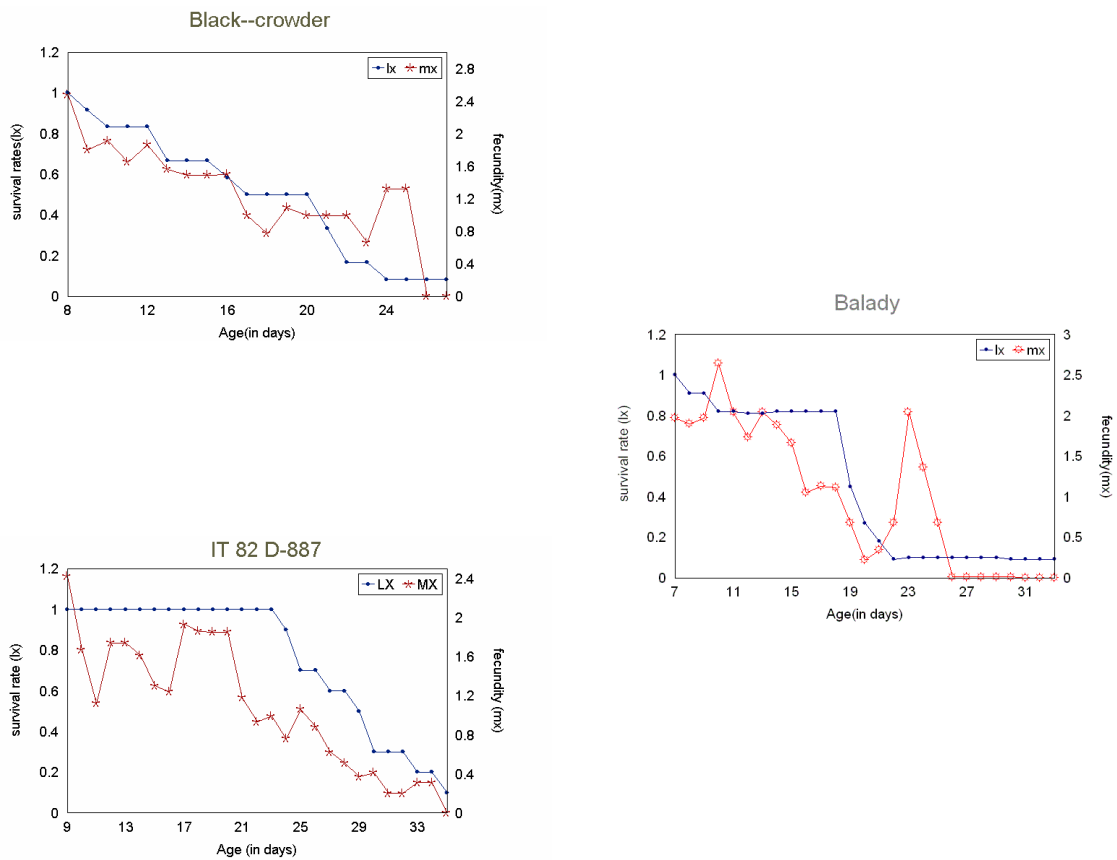 Black--crowder
lx mx
1.2
1
0.8
0.6
0.4
0.2
0
2.8
2.4
2
1.6
1.2
0.8
0.4
0
survival rates(lx)
fecundity(mx)
8 12 16 20 24
Age(in days)
Balady
lx mx
1.2
1
0.8
0.6
0.4
0.2
0
3
2.5
2
1.5
1
0.5
0
survival rate (lx)
fecundity(mx)
7 11 15 19 23 27 31
Age(in days)
IT 82 D-887
LX MX
1.2
1
0.8
0.6
0.4
0.2
0
2.4
2
1.6
1.2
0.8
0.4
0
survival rate (lx)
fecundity (mx)
9 13 17 21 25 29 33
Age (in days)